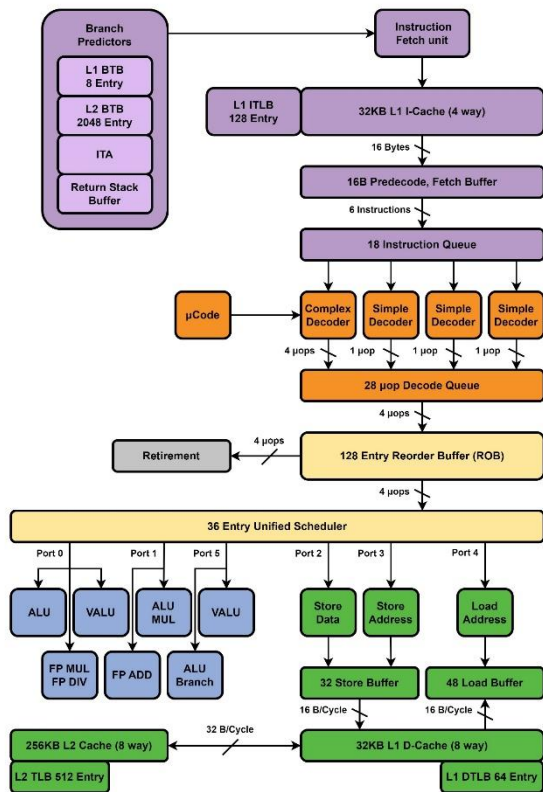 Branch
Predictors
L1 BTB
8 Entry
L2 BTB
2048 Entry
ITA
Return Stack
Buffer
Instruction
Fetch unit
L1 ITLB
128 Entry
32KB L1 I-Cache (4 way)
16 Bytes
16B Predecode, Fetch Buffer
6 Instructions
18 Instruction Queue
µCode
Complex
Decoder
Simple
Decoder
Simple
Decoder
Simple
Decoder
4 µops
1 µop
1 µop
1 µop
28 µop Decode Queue
4 µops
Retirement
4 µops
128 Entry Reorder Buffer (ROB)
4 µops
36 Entry Unified Scheduler
Port 0
Port 1
Port 5
Port 2
Port 3
Port 4
ALU
VALU
ALU
MUL
VALU
Store
Data
Store
Address
Load
Address
FP MUL
FP DIV
FP ADD
ALU
Branch
32 Store Buffer
48 Load Buffer
16 B/Cycle
16 B/Cycle
32 B/Cycle
256KB L2 Cache (8 way)
32KB L1 D-Cache (8 way)
L2 TLB 512 Entry
L1 DTLB 64 Entry